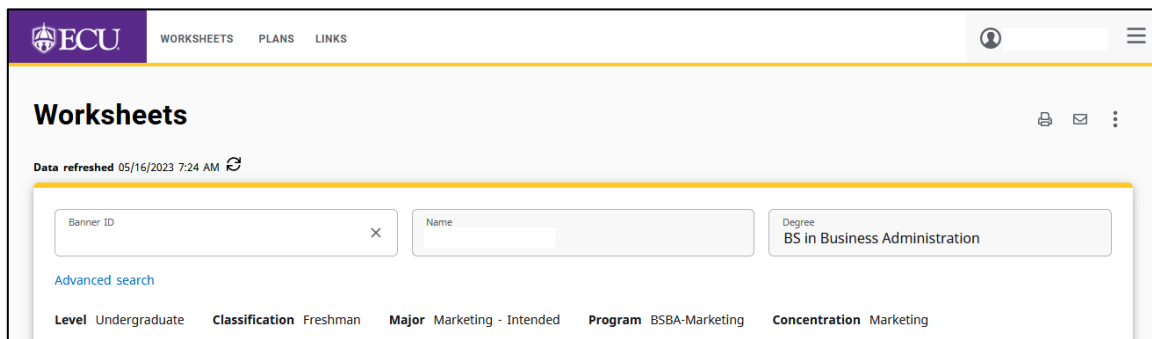 ECU WORKSHEETS PLANS LINKS
Worksheets
Data refreshed 05/16/2023 7:24 AM
Banner ID
Name
Degree
BS in Business Administration
Advanced search
Level Undergraduate Classification Freshman Major Marketing - Intended Program BSBA-Marketing Concentration Marketing